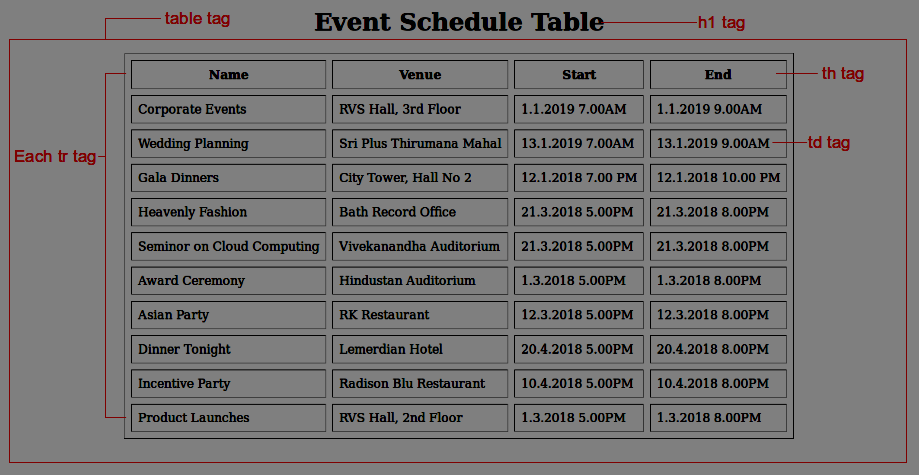 table tag
Event Schedule Table
h1 tag
Name Venue Start End
th tag
Corporate Events RVS Hall, 3rd Floor 1.1.2019 7.00AM 1.1.2019 9.00AM
Wedding Planning Sri Plus Thirumana Mahal 13.1.2019 7.00AM 13.1.2019 9.00AM
td tag
Each tr tag
Gala Dinners City Tower, Hall No 2 12.1.2018 7.00 PM 12.1.2018 10.00 PM
Heavenly Fashion Bath Record Office 21.3.2018 5.00PM 21.3.2018 8.00PM
Seminor on Cloud Computing Vivekanandha Auditorium 21.3.2018 5.00PM 21.3.2018 8.00PM
Award Ceremony Hindustan Auditorium 1.3.2018 5.00PM 1.3.2018 8.00PM
Asian Party RK Restaurant 12.3.2018 5.00PM 12.3.2018 8.00PM
Dinner Tonight Lemerdian Hotel 20.4.2018 5.00PM 20.4.2018 8.00PM
Incentive Party Radison Blu Restaurant 10.4.2018 5.00PM 10.4.2018 8.00PM
Product Launches RVS Hall, 2nd Floor 1.3.2018 5.00PM 1.3.2018 8.00PM